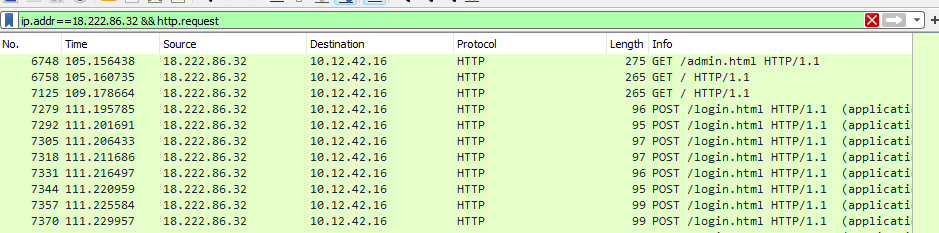 ip.addr==18.222.86.32 && http.request
No. Time Source Destination Protocol Length Info
6748 105.156438 18.222.86.32 10.12.42.16 HTTP 275 GET /admin.html HTTP/1.1
6758 105.160735 18.222.86.32 10.12.42.16 HTTP 265 GET / HTTP/1.1
7125 109.178664 18.222.86.32 10.12.42.16 HTTP 265 GET / HTTP/1.1
7279 111.195785 18.222.86.32 10.12.42.16 HTTP 96 POST /login.html HTTP/1.1 (applicati
7292 111.201691 18.222.86.32 10.12.42.16 HTTP 95 POST /login.html HTTP/1.1 (applicati
7305 111.206433 18.222.86.32 10.12.42.16 HTTP 97 POST /login.html HTTP/1.1 (applicati
7318 111.211686 18.222.86.32 10.12.42.16 HTTP 97 POST /login.html HTTP/1.1 (applicati
7331 111.216497 18.222.86.32 10.12.42.16 HTTP 96 POST /login.html HTTP/1.1 (applicati
7344 111.220959 18.222.86.32 10.12.42.16 HTTP 95 POST /login.html HTTP/1.1 (applicati
7357 111.225584 18.222.86.32 10.12.42.16 HTTP 99 POST /login.html HTTP/1.1 (applicati
7370 111.229957 18.222.86.32 10.12.42.16 HTTP 99 POST /login.html HTTP/1.1 (applicati